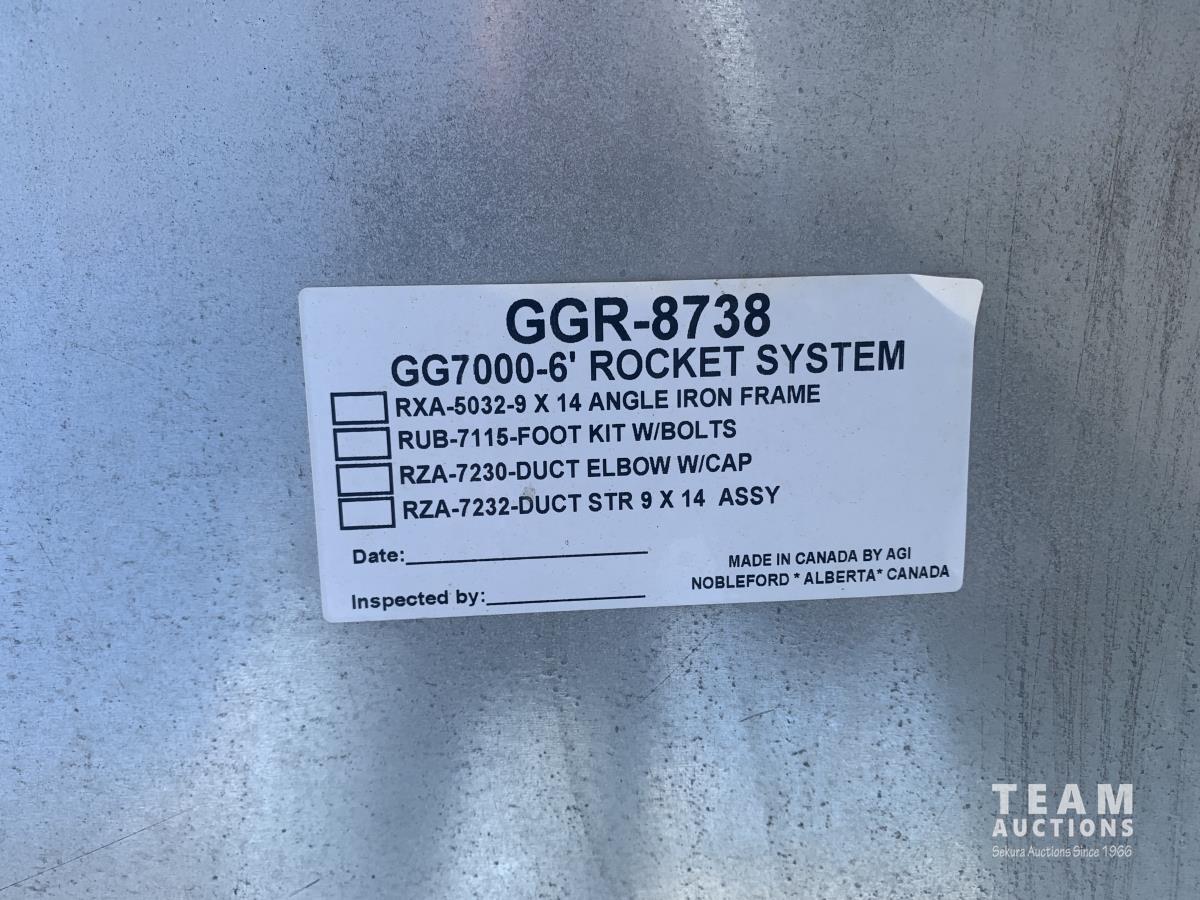 GGR-8738
GG7000-6' ROCKET SYSTEM
RXA-5032-9 X 14 ANGLE IRON FRAME
RUB-7115-FOOT KIT W/BOLTS
RZA-7230-DUCT ELBOW W/CAP
RZA-7232-DUCT STR 9 X 14 ASSY
Date:
Inspected by:
MADE IN CANADA BY AGI
NOBLEFORD * ALBERTA* CANADA
TEAM
AUCTIONS
Sekura Auctions Since 1966